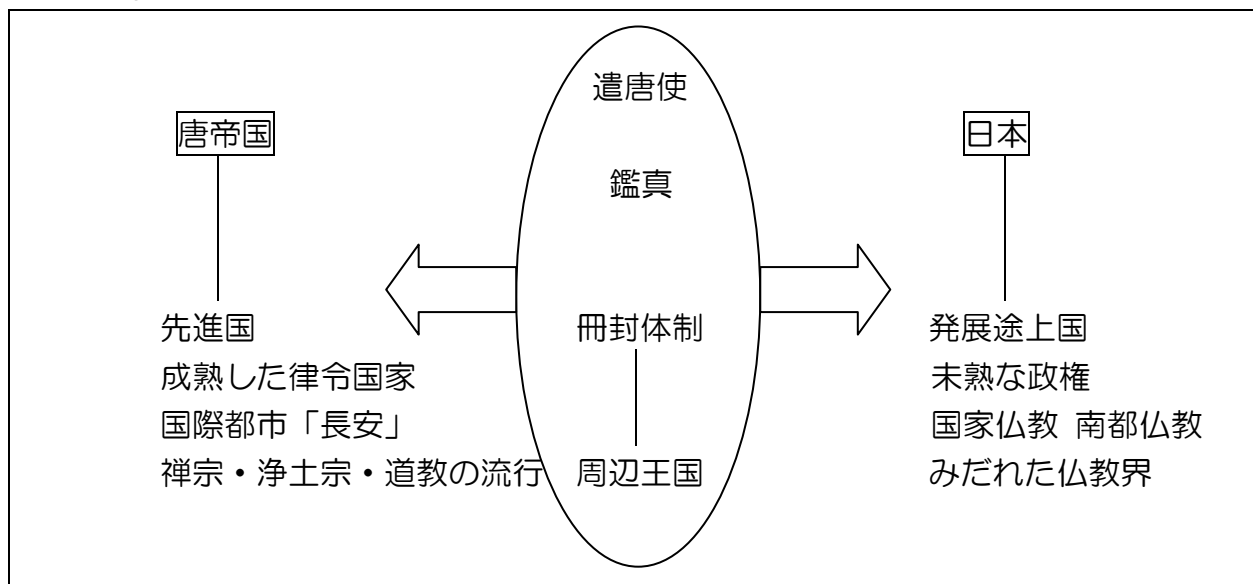 唐帝国
先進国
成熟した律令国家
国際都市「長安」
禅宗・浄土宗・道教の流行
遣唐使
鑑真
冊封体制
周辺王国
日本
発展途上国
未熟な政権
国家仏教 南都仏教
みだれた仏教界